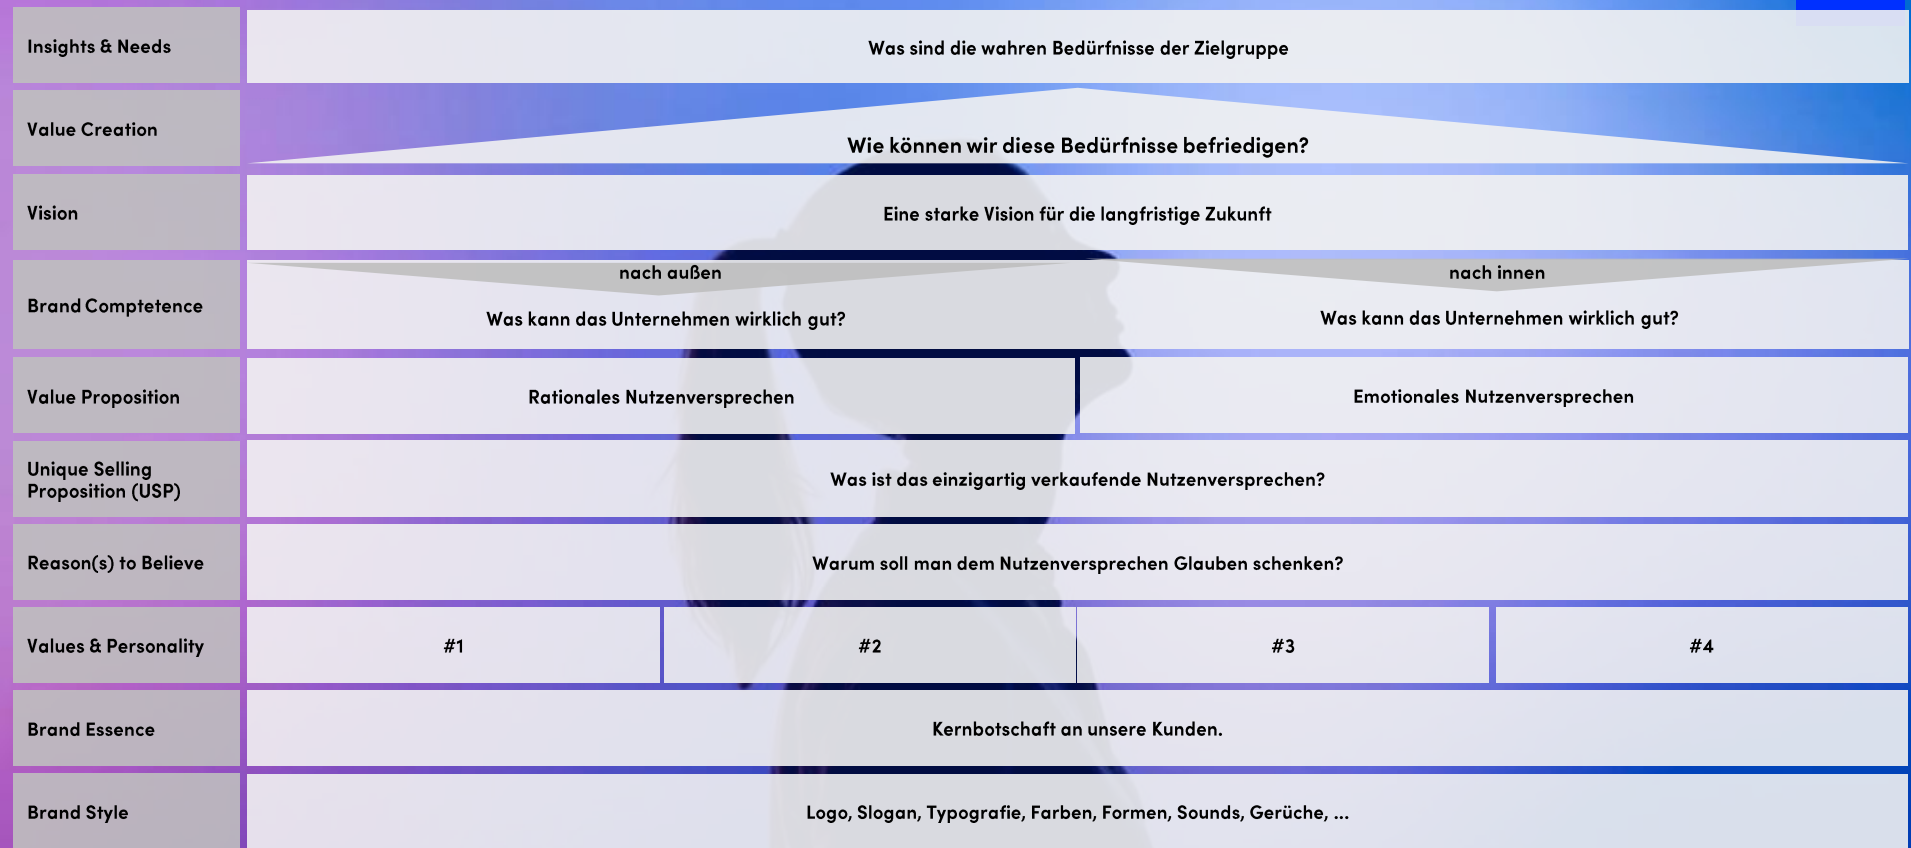 Insights & Needs
Was sind die wahren Bedürfnisse der Zielgruppe
Value Creation
Wie können wir diese Bedürfnisse befriedigen?
Vision
Eine starke Vision für die langfristige Zukunft
Brand Comptetence
nach außen
Was kann das Unternehmen wirklich gut?
nach innen
Was kann das Unternehmen wirklich gut?
Value Proposition
Rationales Nutzenversprechen
Emotionales Nutzenversprechen
Unique Selling
Proposition (USP)
Was ist das einzigartig verkaufende Nutzenversprechen?
Reason(s) to Believe
Warum soll man dem Nutzenversprechen Glauben schenken?
Values & Personality
#1
#2
#3
#4
Brand Essence
Kernbotschaft an unsere Kunden.
Brand Style
Logo, Slogan, Typografie, Farben, Formen, Sounds, Gerüche, ...